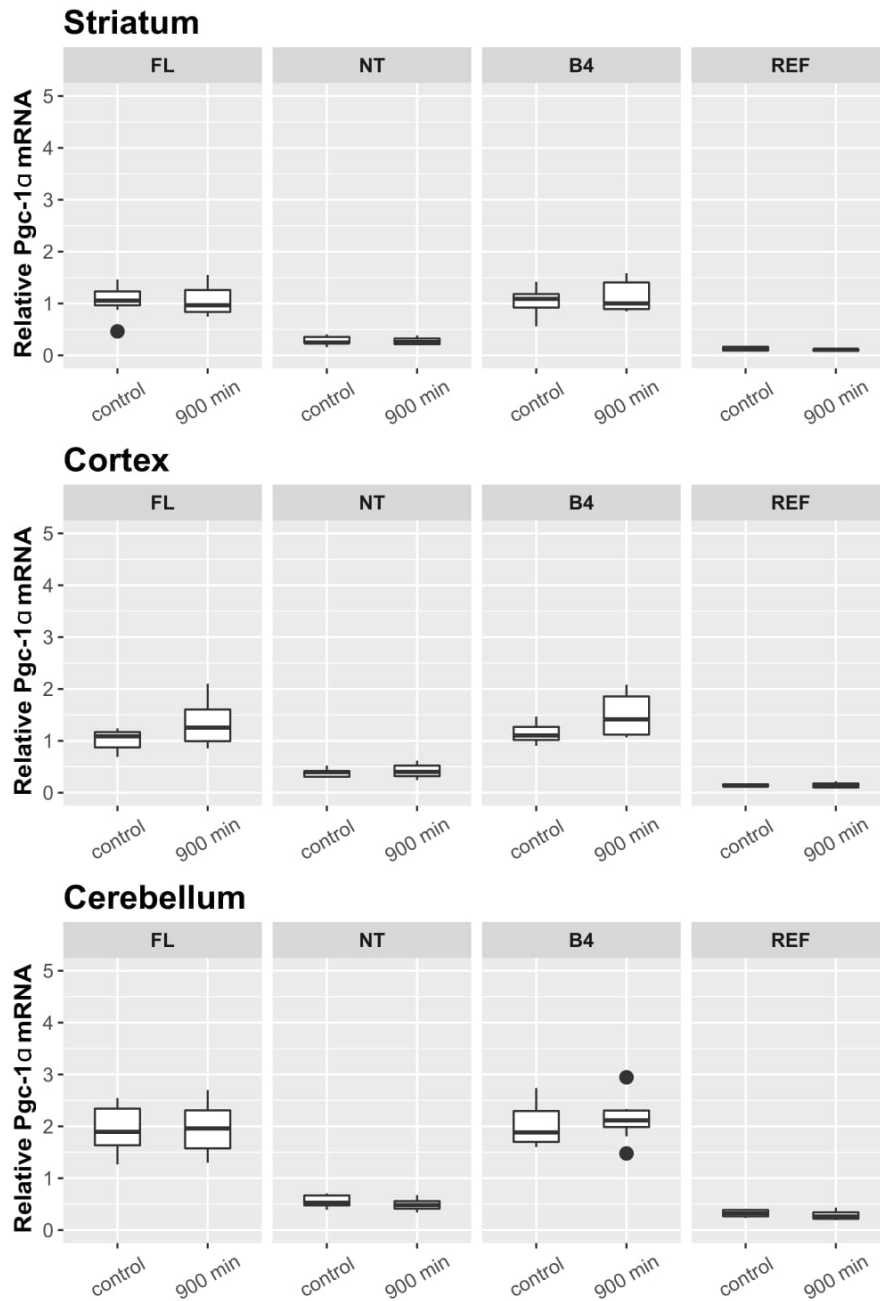 Striatum
FL NT B4 REF
Relative Pgc-1α mRNA
5
4
3
2
1
0
control 900 min control 900 min control 900 min control 900 min
Cortex
FL NT B4 REF
Relative Pgc-1α mRNA
5
4
3
2
1
0
control 900 min control 900 min control 900 min control 900 min
Cerebellum
FL NT B4 REF
Relative Pgc-1α mRNA
5
4
3
2
1
0
control 900 min control 900 min control 900 min control 900 min